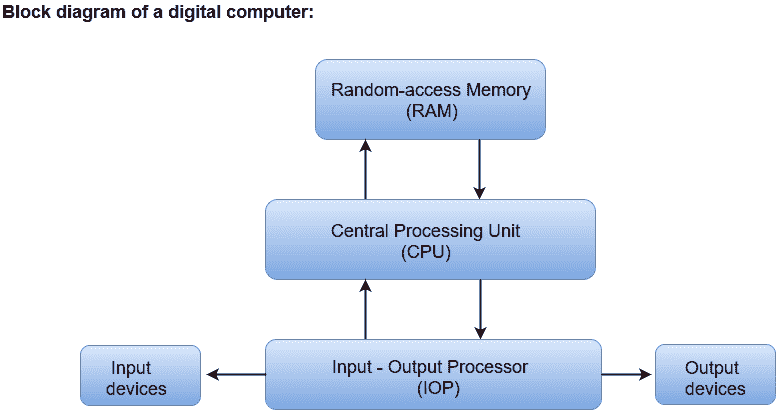 Block diagram of a digital computer:
Random-access Memory
(RAM)
Central Processing Unit
(CPU)
Input
devices
Input - Output Processor
(IOP)
Output
devices